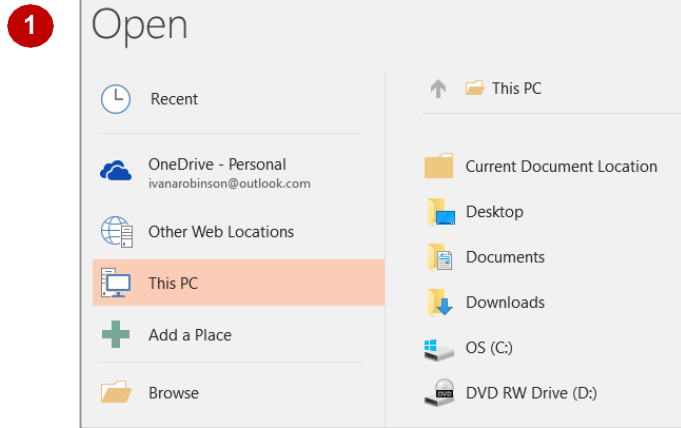 1
Open
Recent
OneDrive - Personal
ivanarobinson@outlook.com
Other Web Locations
This PC
Add a Place
Browse
This PC
Current Document Location
Desktop
Documents
Downloads
OS (C:)
DVD
DVD RW Drive (D:)